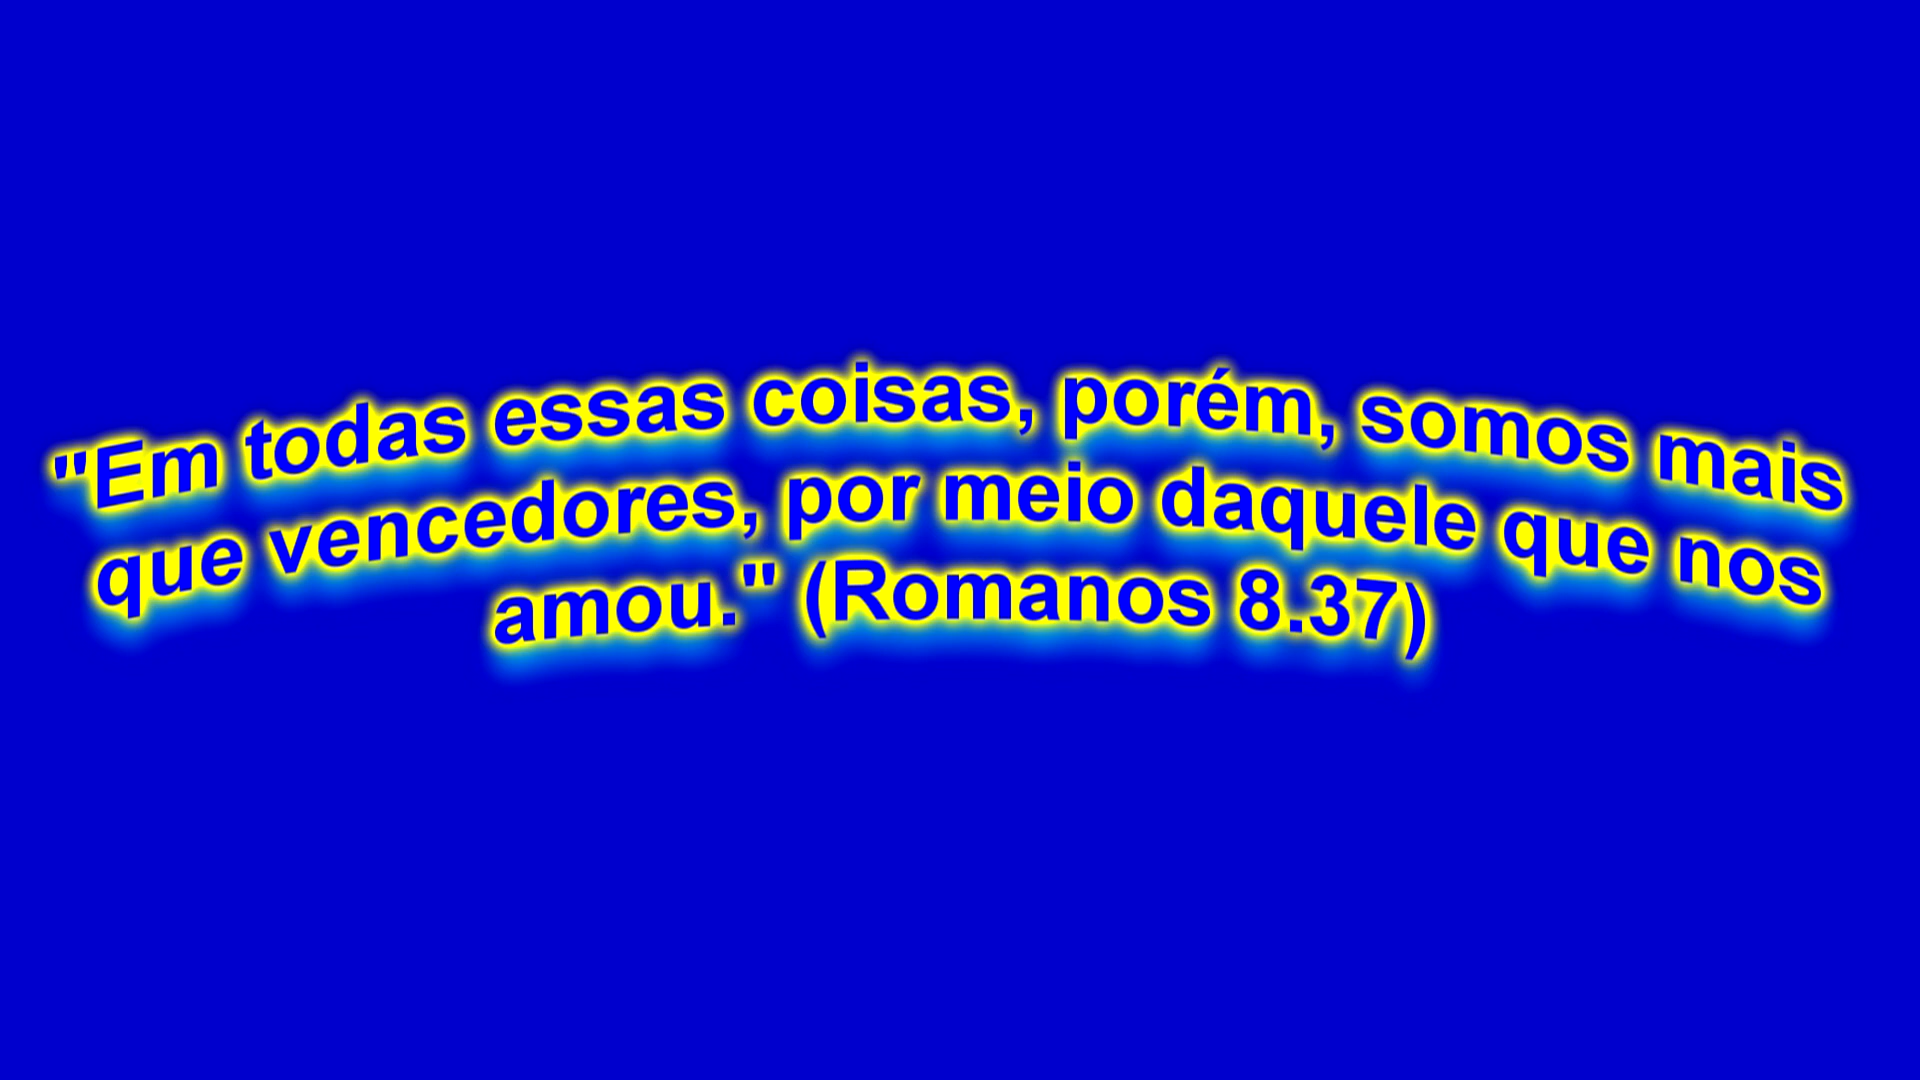 "Em todas essas coisas, porém, somos mais
que vencedores, por meio daquele que nos
amou." (Romanos 8.37)